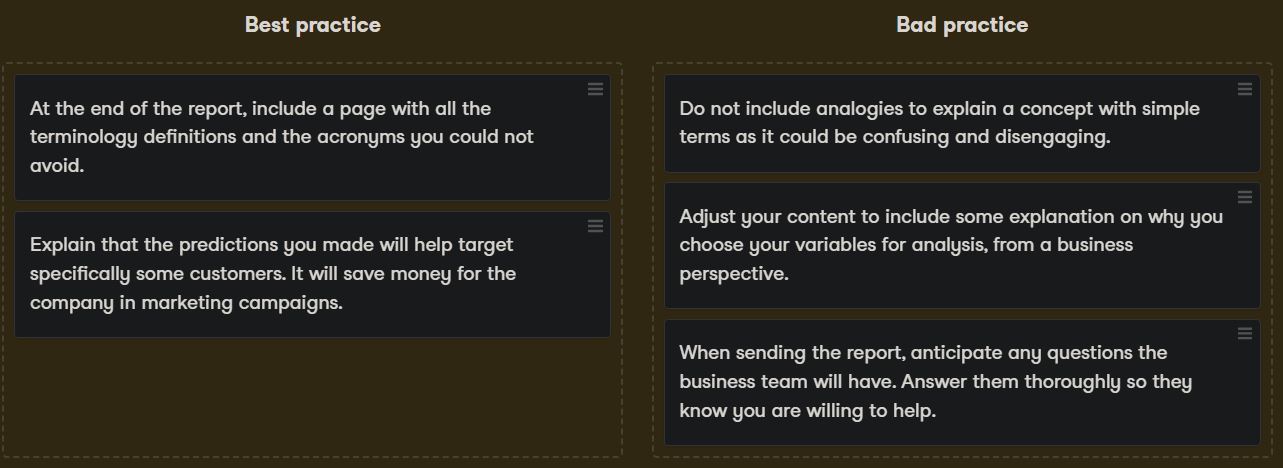 Best practice
At the end of the report, include a page with all the
terminology definitions and the acronyms you could not
avoid.
Explain that the predictions you made will help target
specifically some customers. It will save money for the
company in marketing campaigns.
Bad practice
Do not include analogies to explain a concept with simple
terms as it could be confusing and disengaging.
Adjust your content to include some explanation on why you
choose your variables for analysis, from a business
perspective.
When sending the report, anticipate any questions the
business team will have. Answer them thoroughly so they
know you are willing to help.